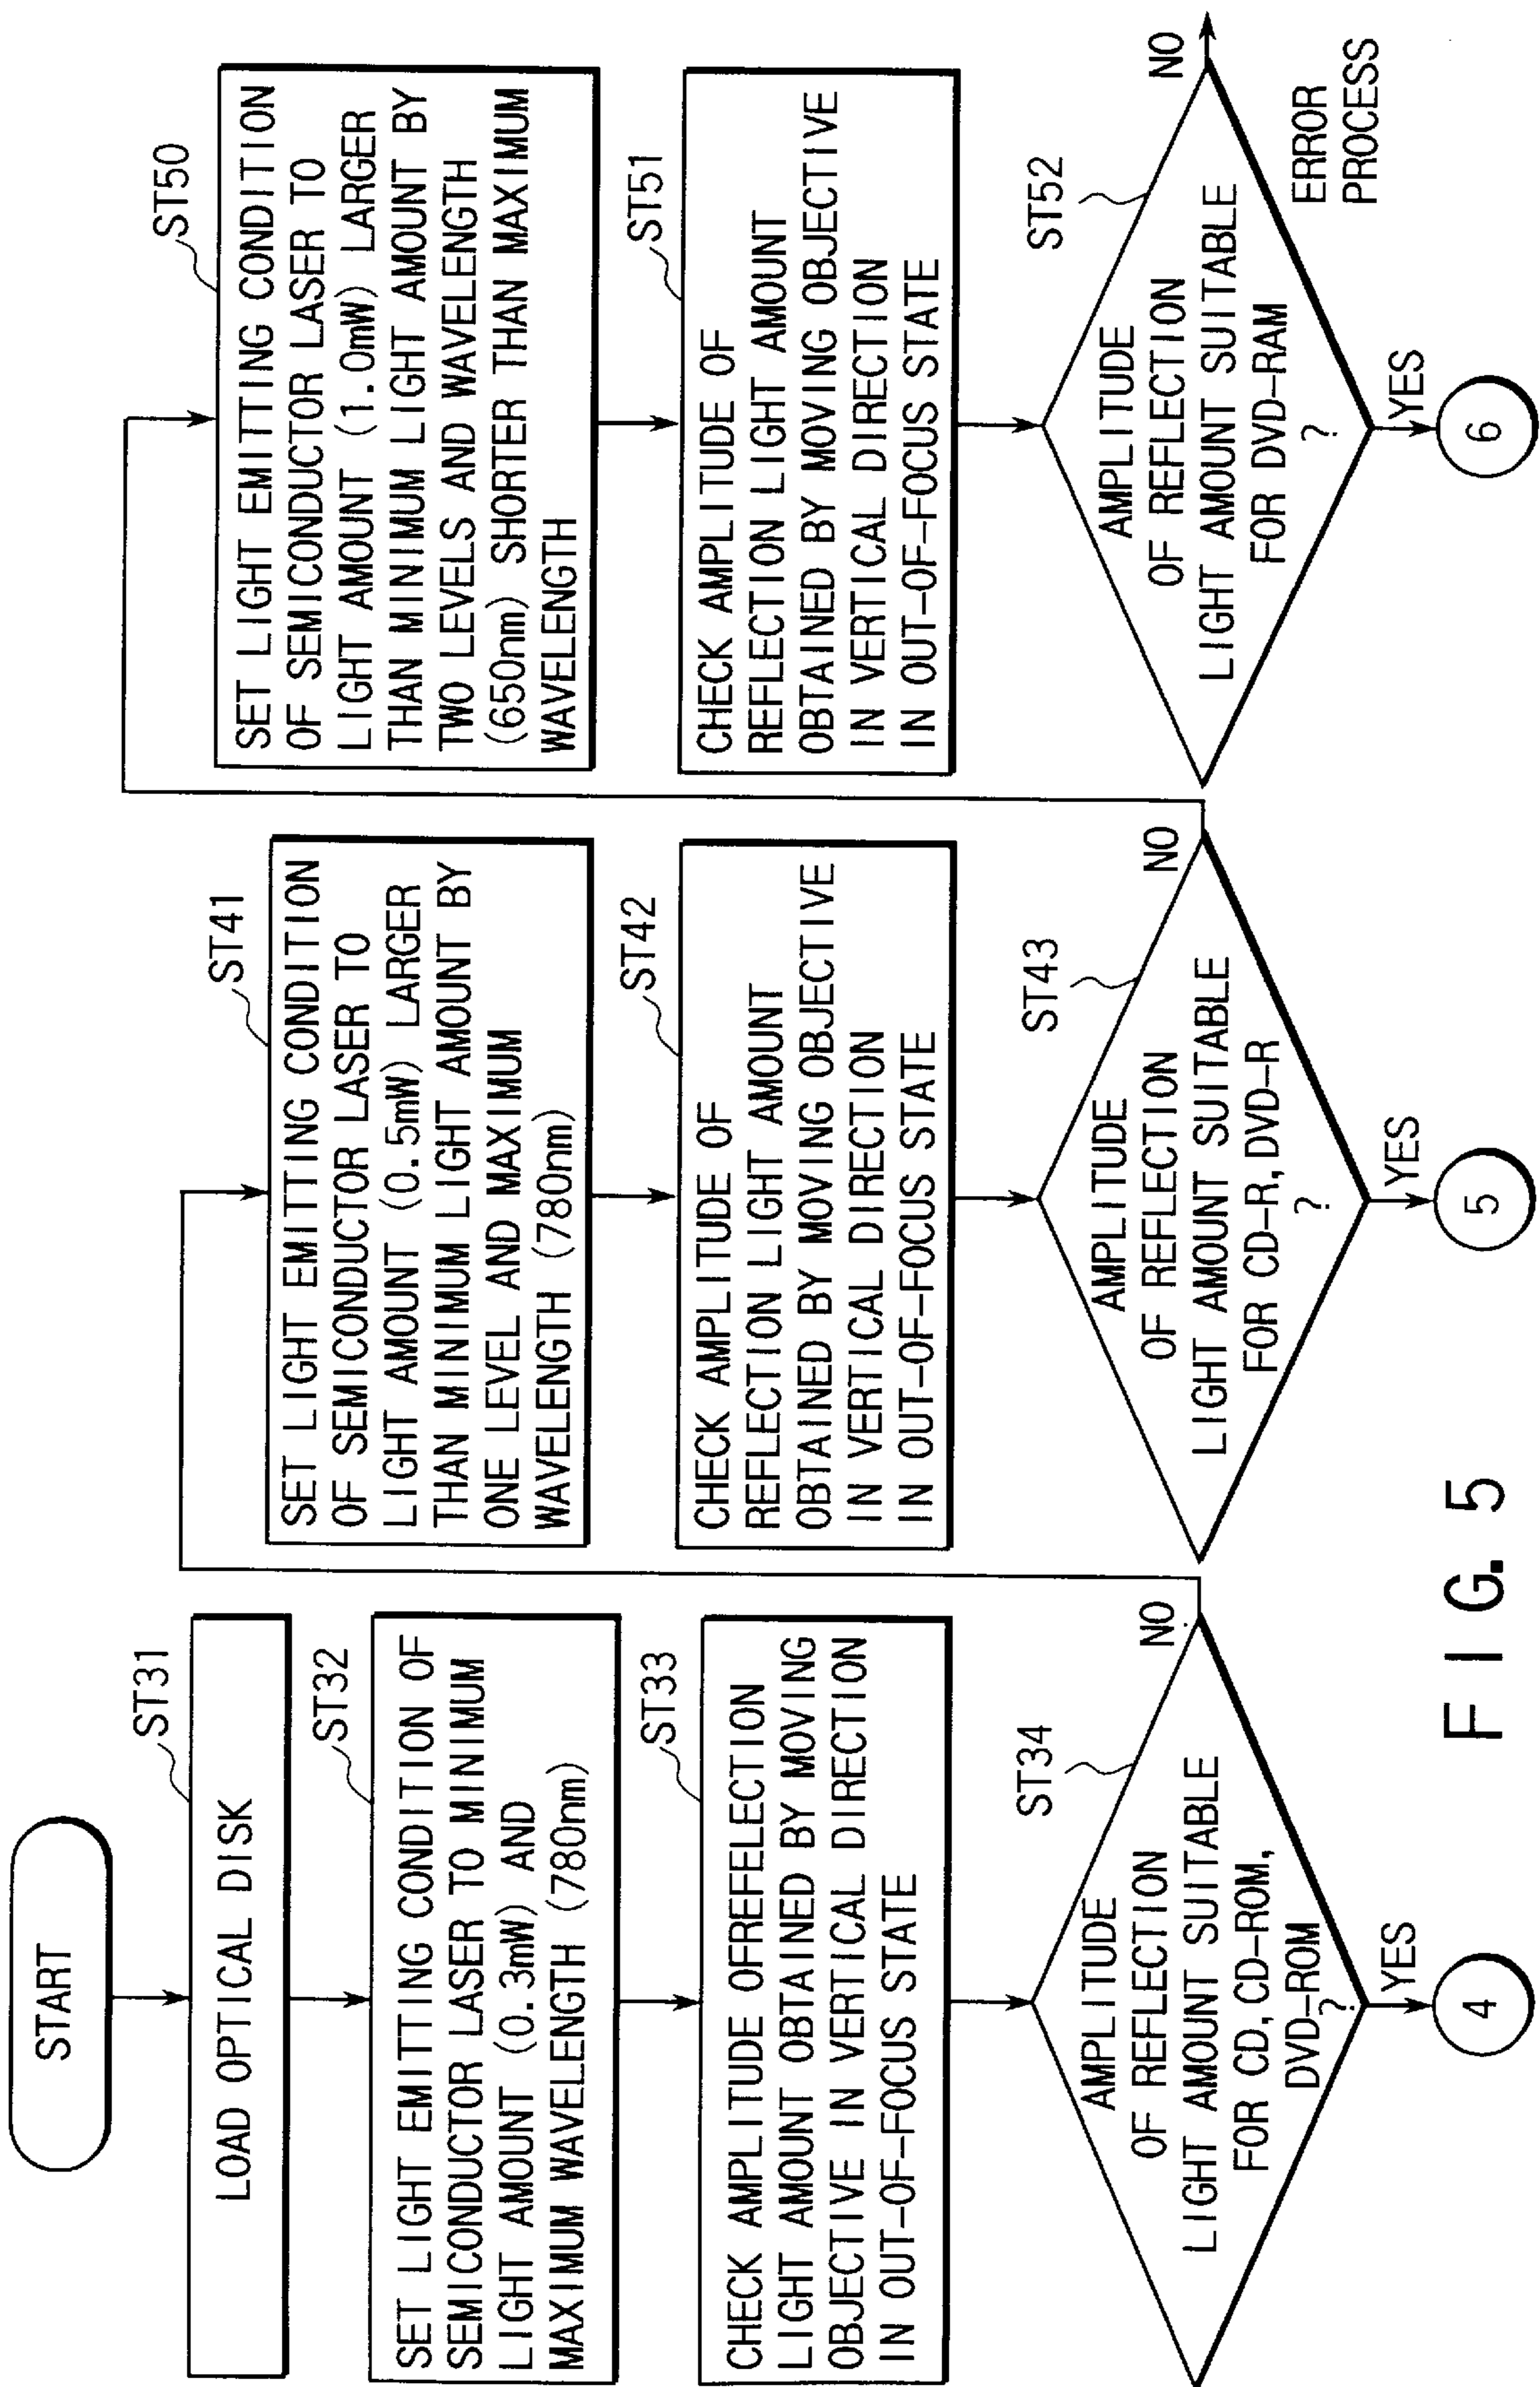 START
ST31
LOAD OPTICAL DISK
ST32
SET LIGHT EMITTING CONDITION OF
SEMICONDUCTOR LASER TO MINIMUM
LIGHT AMOUNT (0.3mW) AND
MAXIMUM WAVELENGTH (780nm)
ST33
CHECK AMPLITUDE OFREFELECTION
LIGHT AMOUNT OBTAINED BY MOVING
OBJECTIVE IN VERTICAL DIRECTION
IN OUT-OF-FOCUS STATE
ST34
AMPLITUDE
OF REFLECTION
LIGHT AMOUNT SUITABLE
FOR CD, CD-ROM,
DVD-ROM
?
NO
YES
4
ST41
SET LIGHT EMITTING CONDITION
OF SEMICONDUCTOR LASER TO
LIGHT AMOUNT (0.5mW) LARGER
THAN MINIMUM LIGHT AMOUNT BY
ONE LEVEL AND MAXIMUM
WAVELENGTH (780nm)
ST42
CHECK AMPLITUDE OF
REFLECTION LIGHT AMOUNT
OBTAINED BY MOVING OBJECTIVE
IN VERTICAL DIRECTION
IN OUT-OF-FOCUS STATE
ST43
AMPLITUDE
OF REFLECTION
LIGHT AMOUNT SUITABLE
FOR CD-R, DVD-R
?
NO
YES
5
ST50
SET LIGHT EMITTING CONDITION
OF SEMICONDUCTOR LASER TO
LIGHT AMOUNT (1.0mW) LARGER
THAN MINIMUM LIGHT AMOUNT BY
TWO LEVELS AND WAVELENGTH
(650nm) SHORTER THAN MAXIMUM
WAVELENGTH
ST51
CHECK AMPLITUDE OF
REFLECTION LIGHT AMOUNT
OBTAINED BY MOVING OBJECTIVE
IN VERTICAL DIRECTION
IN OUT-OF-FOCUS STATE
ST52
AMPLITUDE
OF REFLECTION
LIGHT AMOUNT SUITABLE
FOR DVD-RAM
?
NO
ERROR
PROCESS
YES
6
FIG. 5